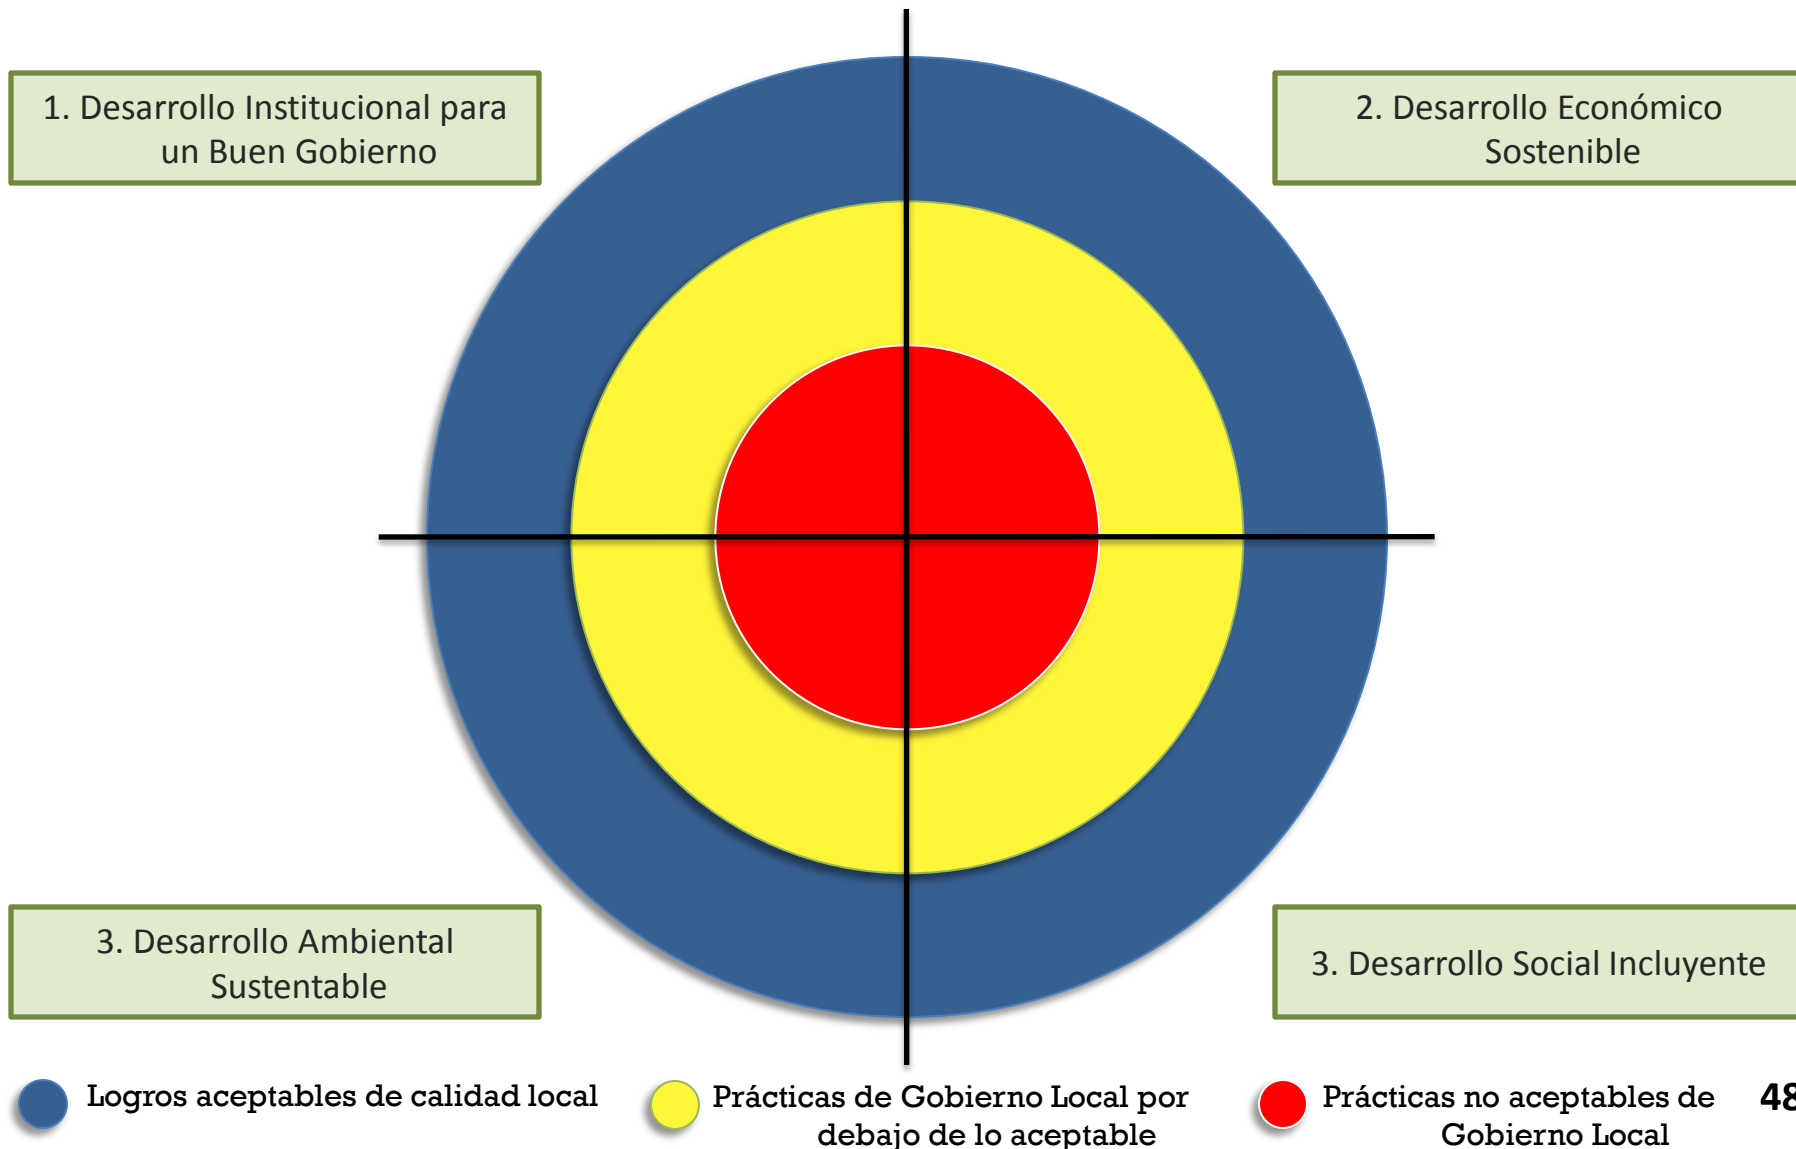 1. Desarrollo Institucional para
un Buen Gobierno
2. Desarrollo Económico
Sostenible
3. Desarrollo Ambiental
Sustentable
3. Desarrollo Social Incluyente
Logros aceptables de calidad local
Prácticas de Gobierno Local por
debajo de lo aceptable
Prácticas no aceptables de
Gobierno Local
48